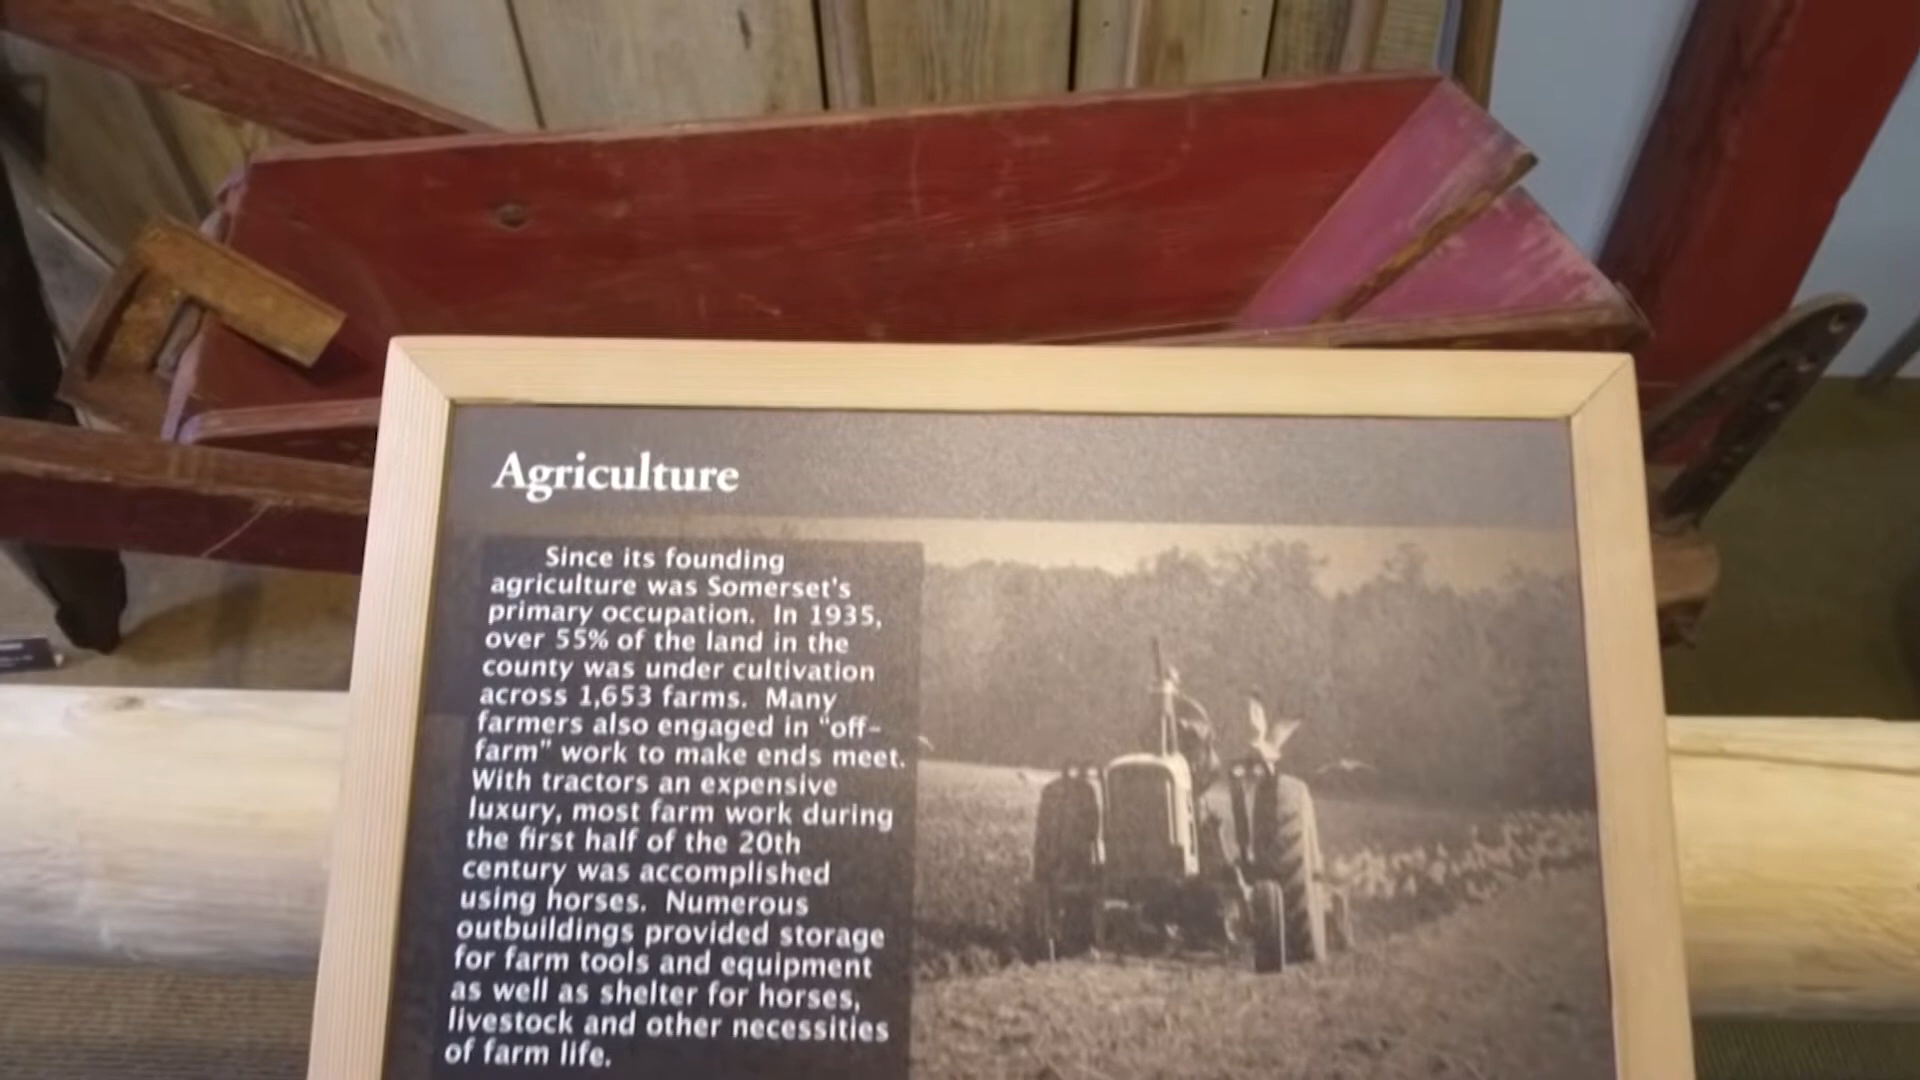 Agriculture
Since its founding
agriculture was Somerset's
primary occupation. In 1935,
over 55% of the land in the
county was under cultivation
across 1,653 farms. Many
farmers also engaged in "off-
farm" work to make ends meet.
With tractors an expensive
luxury, most farm work during
the first half of the 20th
century was accomplished
using horses. Numerous
outbuildings provided storage
for farm tools and equipment
as well as shelter for horses,
livestock and other necessities
of farm life.